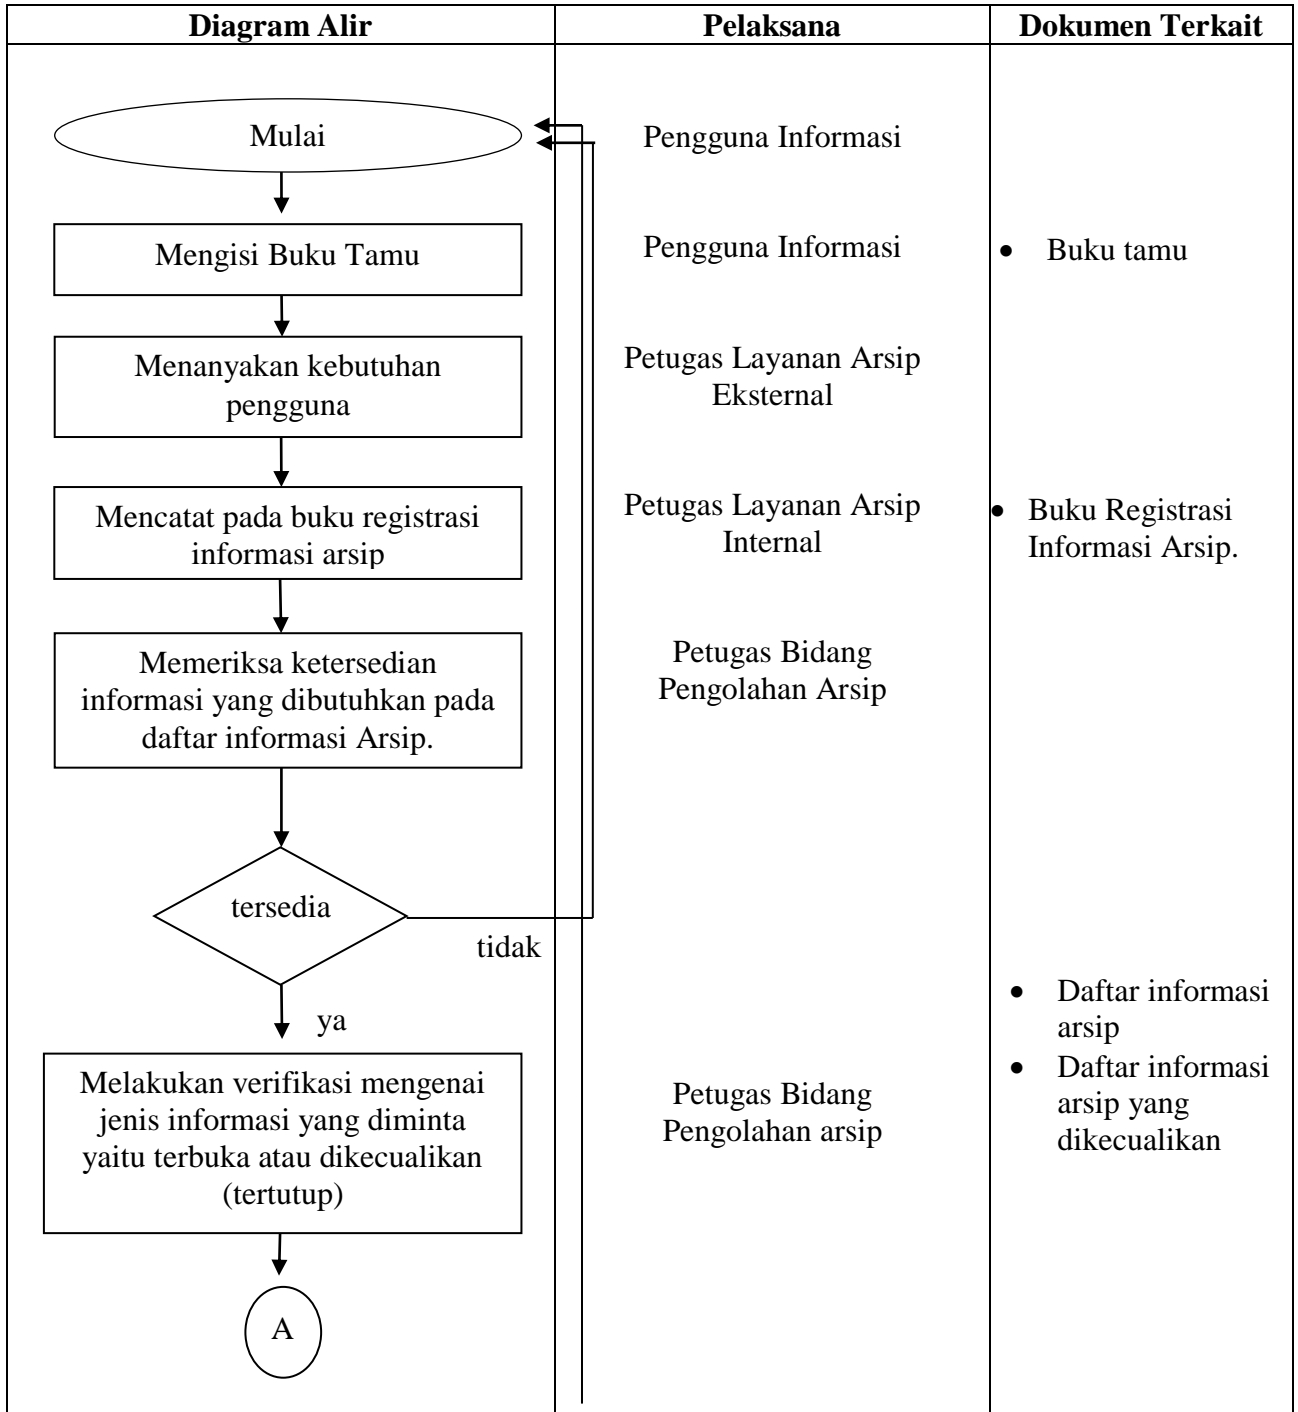 Diagram Alir
Pelaksana
Dokumen Terkait
Mulai
Pengguna Informasi
Mengisi Buku Tamu
Pengguna Informasi
• Buku tamu
Menanyakan kebutuhan
pengguna
Petugas Layanan Arsip
Eksternal
Mencatat pada buku registrasi
informasi arsip
Petugas Layanan Arsip
Internal
• Buku Registrasi
Informasi Arsip.
Memeriksa ketersedian
informasi yang dibutuhkan pada
daftar informasi Arsip.
Petugas Bidang
Pengolahan Arsip
tersedia
tidak
ya
Melakukan verifikasi mengenai
jenis informasi yang diminta
yaitu terbuka atau dikecualikan
(tertutup)
Petugas Bidang
Pengolahan arsip
• Daftar informasi
arsip
• Daftar informasi
arsip yang
dikecualikan
A